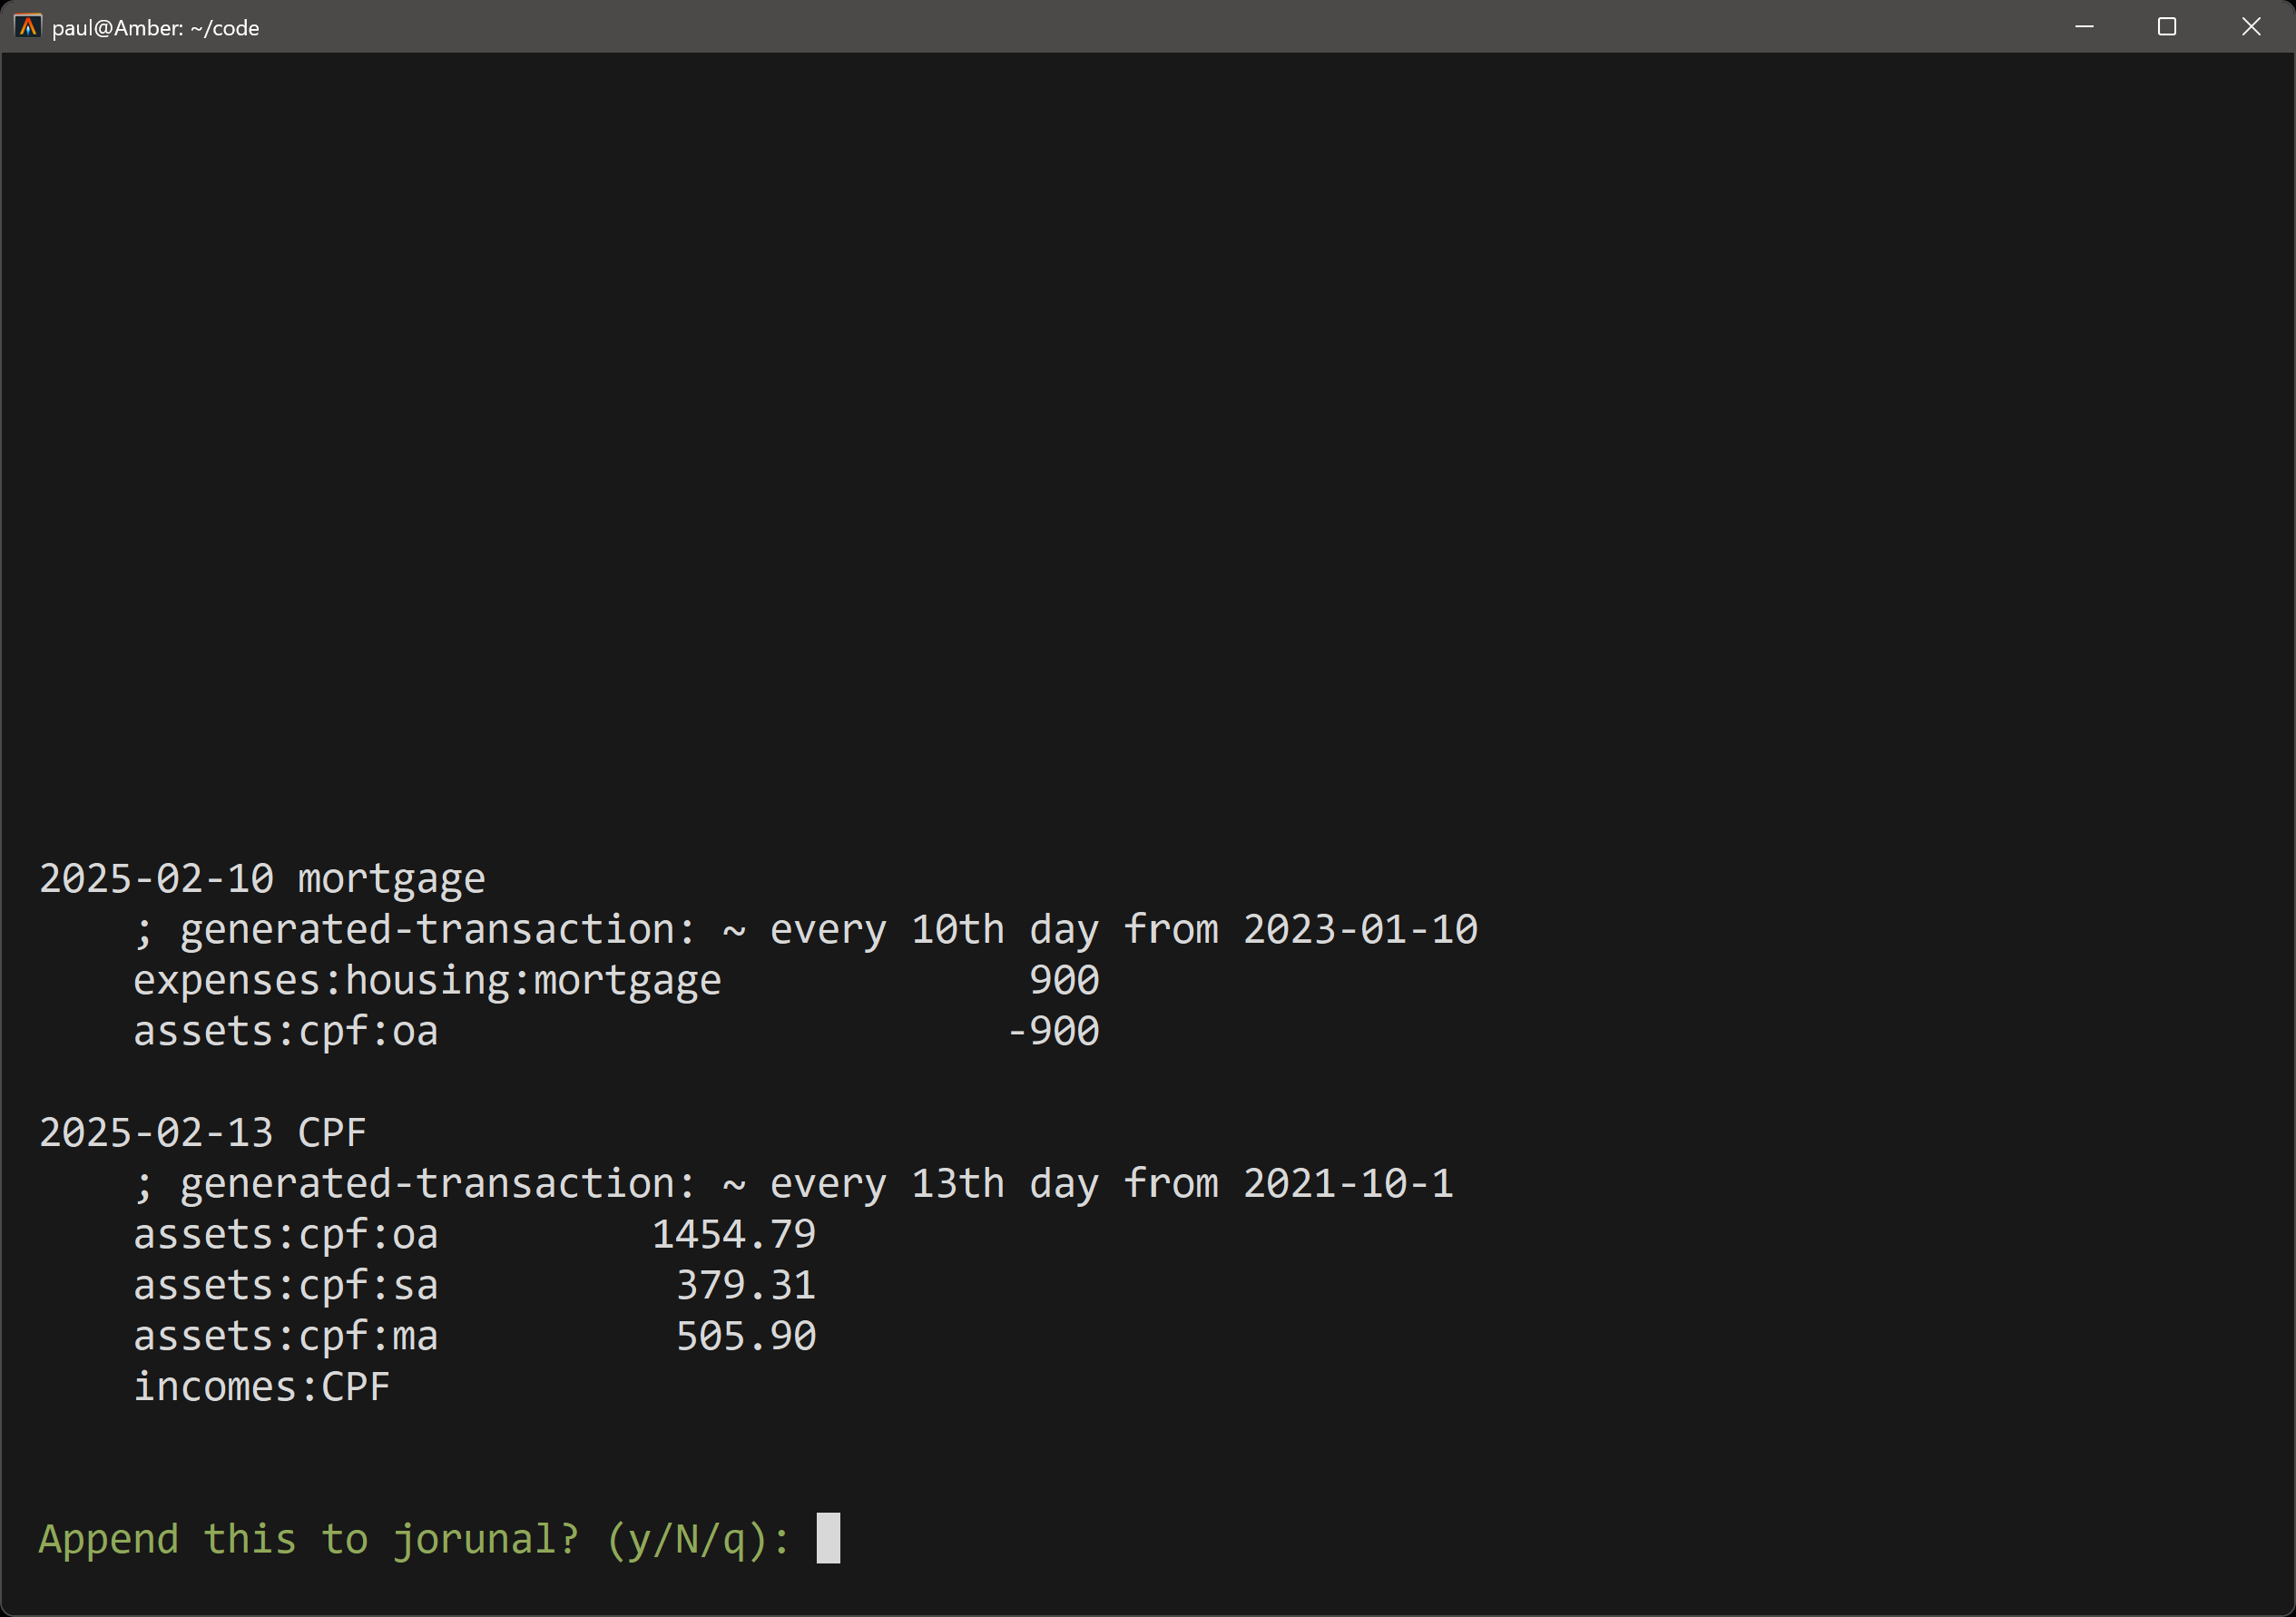 paul@Amber: ~/code
2025-02-10 mortgage
; generated-transaction: ~ every 10th day from 2023-01-10
expenses:housing:mortgage 900
assets:cpf:oa -900
2025-02-13 CPF
; generated-transaction: ~ every 13th day from 2021-10-1
assets:cpf:oa 1454.79
assets:cpf:sa 379.31
assets:cpf:ma 505.90
incomes:CPF
Append this to jorunal? (y/N/q):